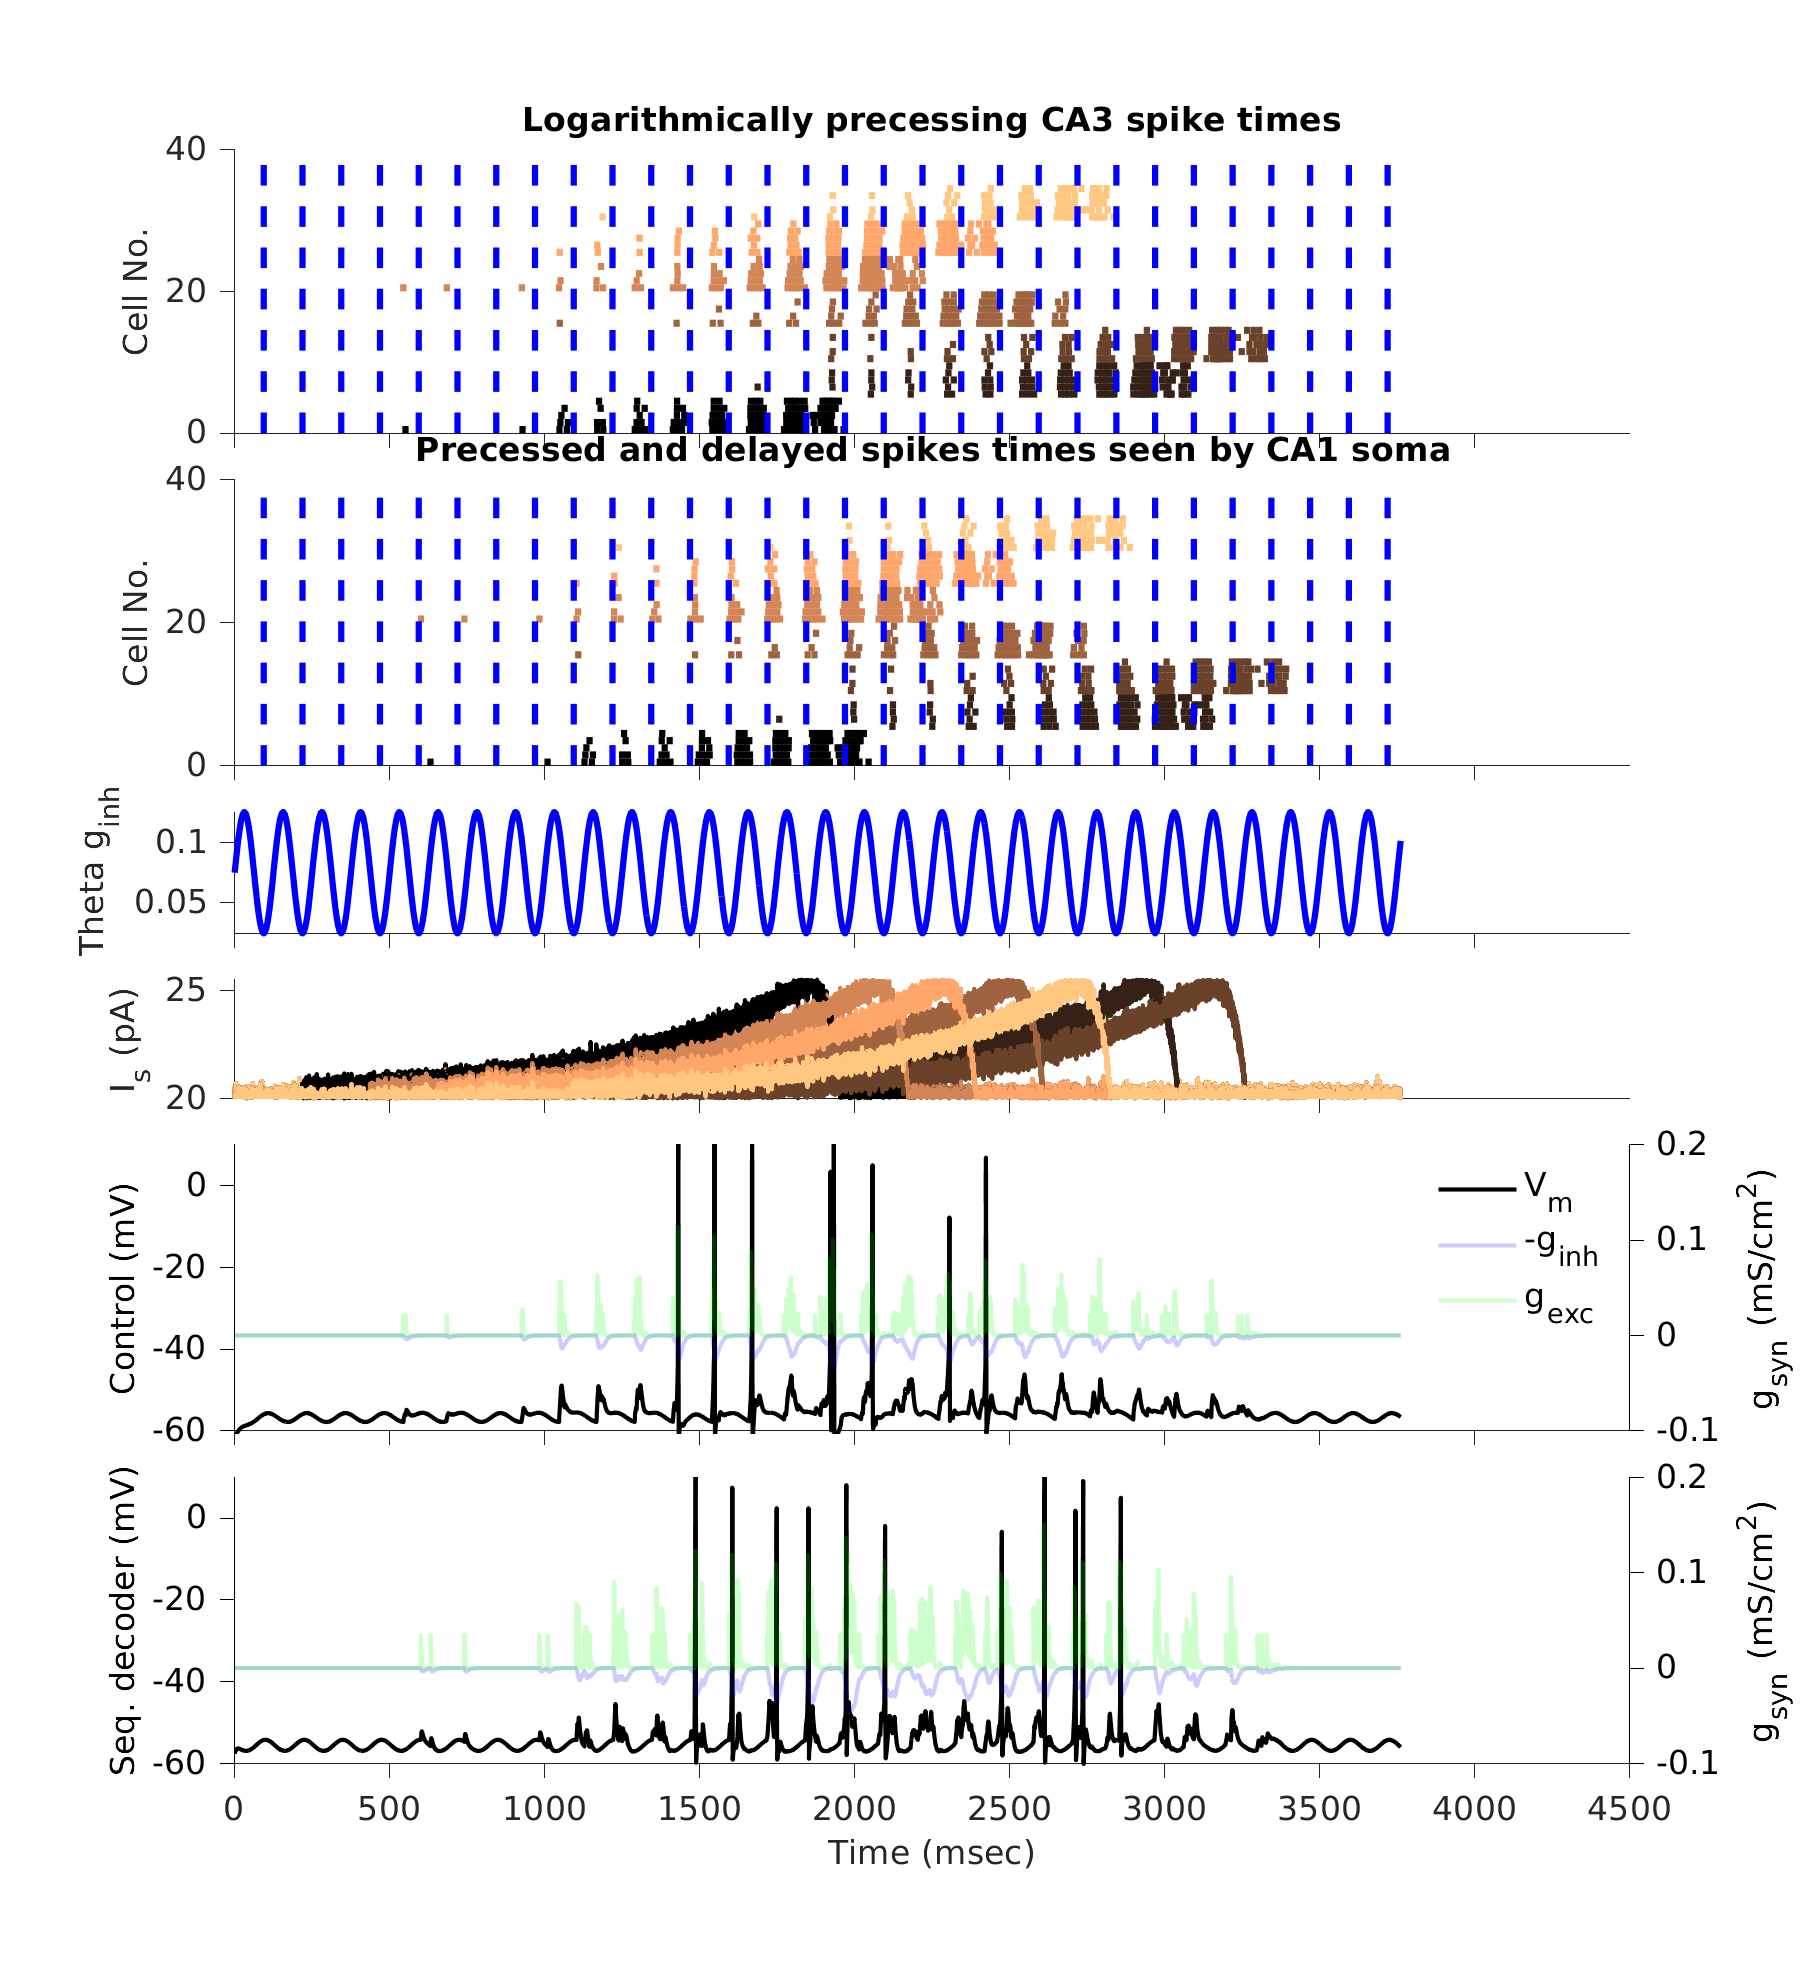 Logarithmically precessing CA3 spike times
40
20
0
Cell No.
Precessed and delayed spikes times seen by CA1 soma
40
20
0
Cell No.
0.1
0.05
Theta g_inh
25
20
I_s (pA)
0
-20
-40
-60
Control (mV)
V_m
-g_inh
g_exc
0.2
0.1
0
-0.1
g_syn (mS/cm²)
0
-20
-40
-60
Seq. decoder (mV)
0.2
0.1
0
-0.1
g_syn (mS/cm²)
0 500 1000 1500 2000 2500 3000 3500 4000 4500
Time (msec)